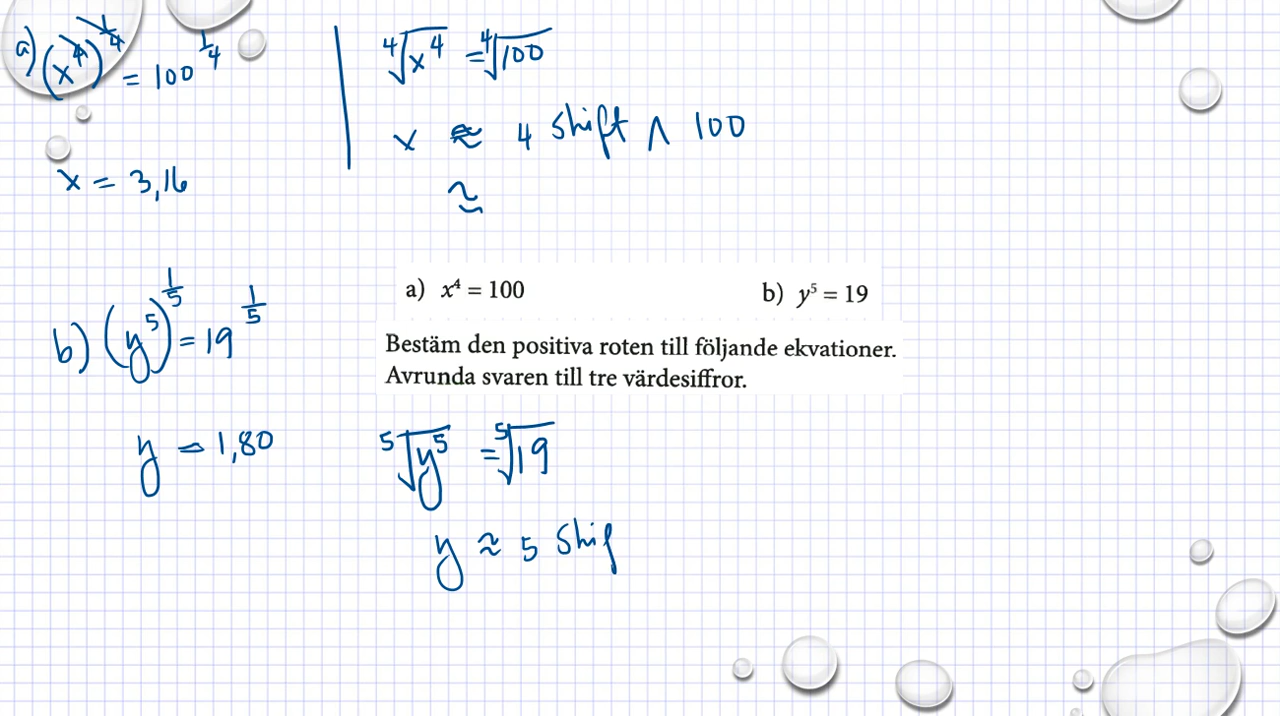 a) (x⁴)^¼ = 100^¼
x = 3,16
⁴√x⁴ = ⁴√100
x ≈ 4 Shift ∧ 100
≈
a) x⁴ = 100 b) y⁵ = 19
Bestäm den positiva roten till följande ekvationer.
Avrunda svaren till tre värdesiffror.
b) (y⁵)^⅕ = 19^⅕
y = 1,80
⁵√y⁵ = ⁵√19
y ≈ 5 Shif